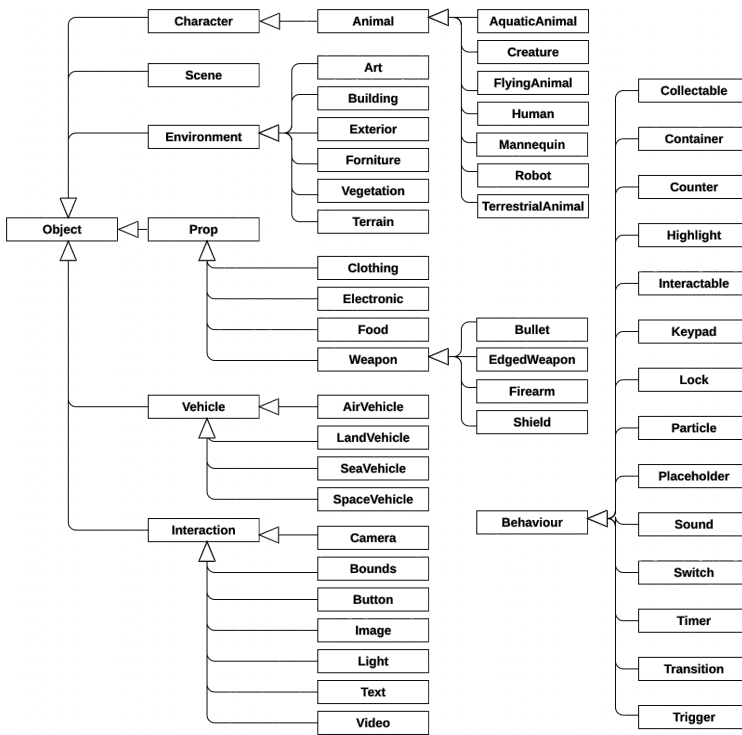 Character
Animal
AquaticAnimal
Creature
Scene
Art
FlyingAnimal
Building
Human
Collectable
Environment
Exterior
Mannequin
Container
Forniture
Robot
Vegetation
TerrestrialAnimal
Counter
Terrain
Object
Prop
Highlight
Clothing
Interactable
Electronic
Food
Bullet
Keypad
Weapon
EdgedWeapon
Firearm
Lock
Vehicle
AirVehicle
Shield
Particle
LandVehicle
SeaVehicle
Placeholder
SpaceVehicle
Behaviour
Sound
Interaction
Camera
Bounds
Switch
Button
Timer
Image
Light
Transition
Text
Trigger
Video